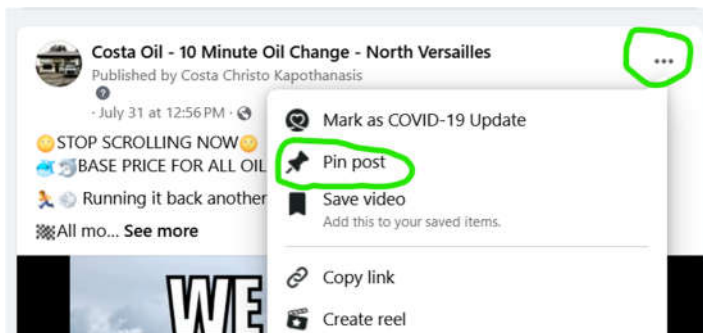 Costa Oil - 10 Minute Oil Change - North Versailles
Published by Costa Christo Kapothanasis
· July 31 at 12:56 PM ·
😳STOP SCROLLING NOW😳
BASE PRICE FOR ALL OIL
Running it back another
All mo... See more
Mark as COVID-19 Update
Pin post
Save video
Add this to your saved items.
Copy link
Create reel
WE